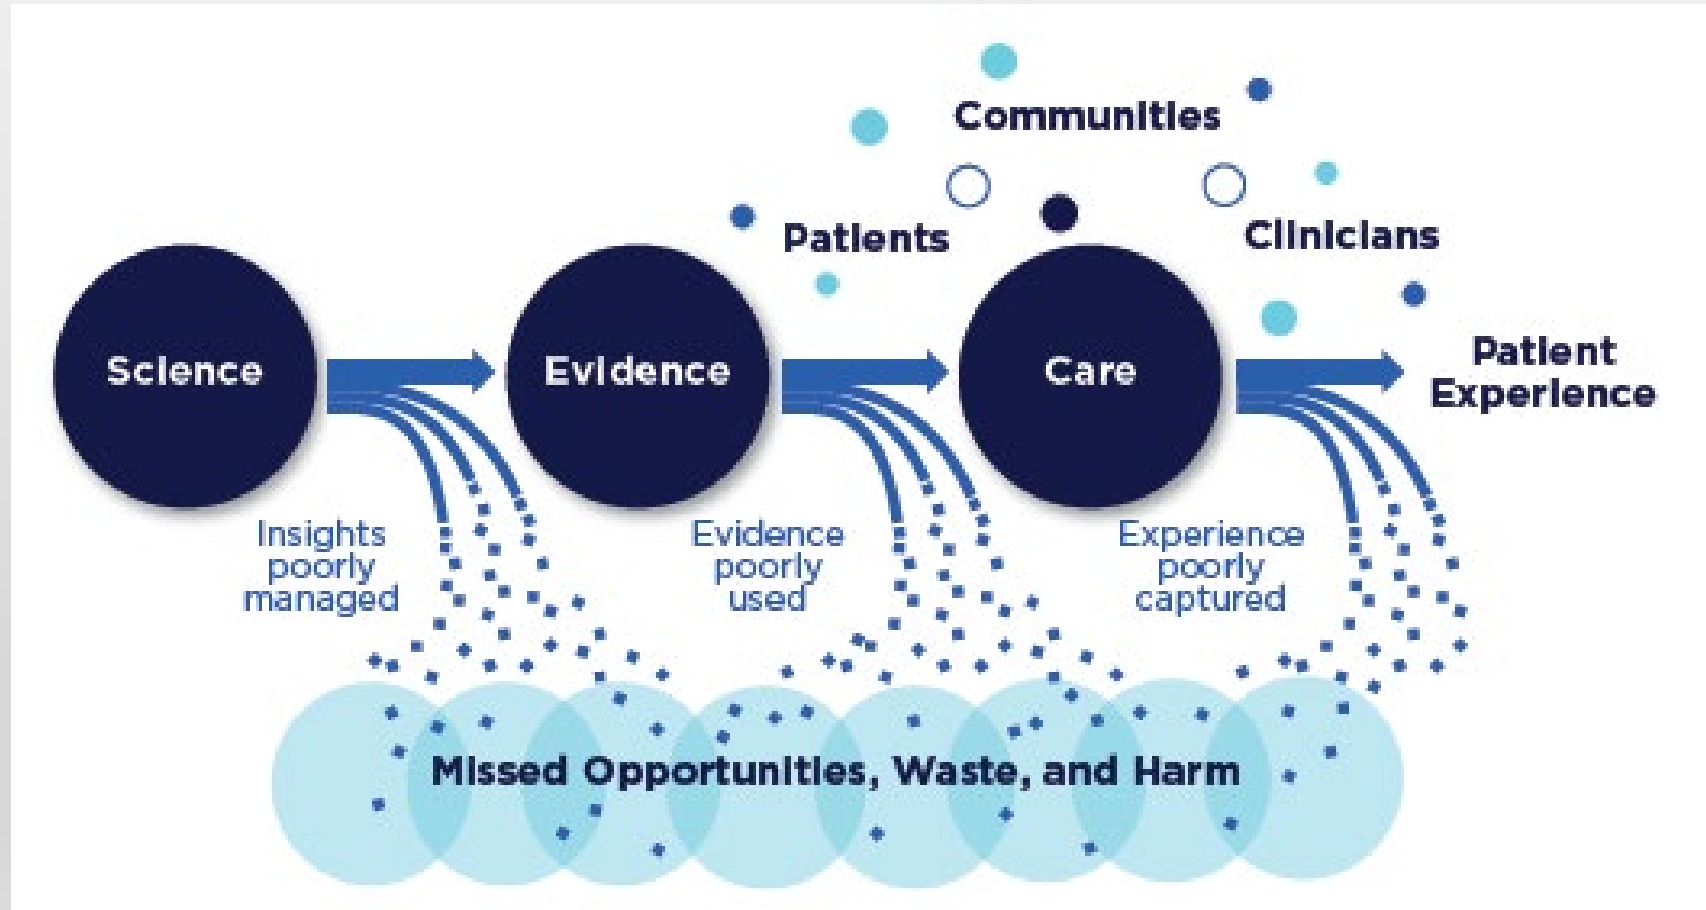 Communities
Patients
Clinicians
Science
Evidence
Care
Patient
Experience
Insights
poorly
managed
Evidence
poorly
used
Experience
poorly
captured
Missed Opportunities, Waste, and Harm